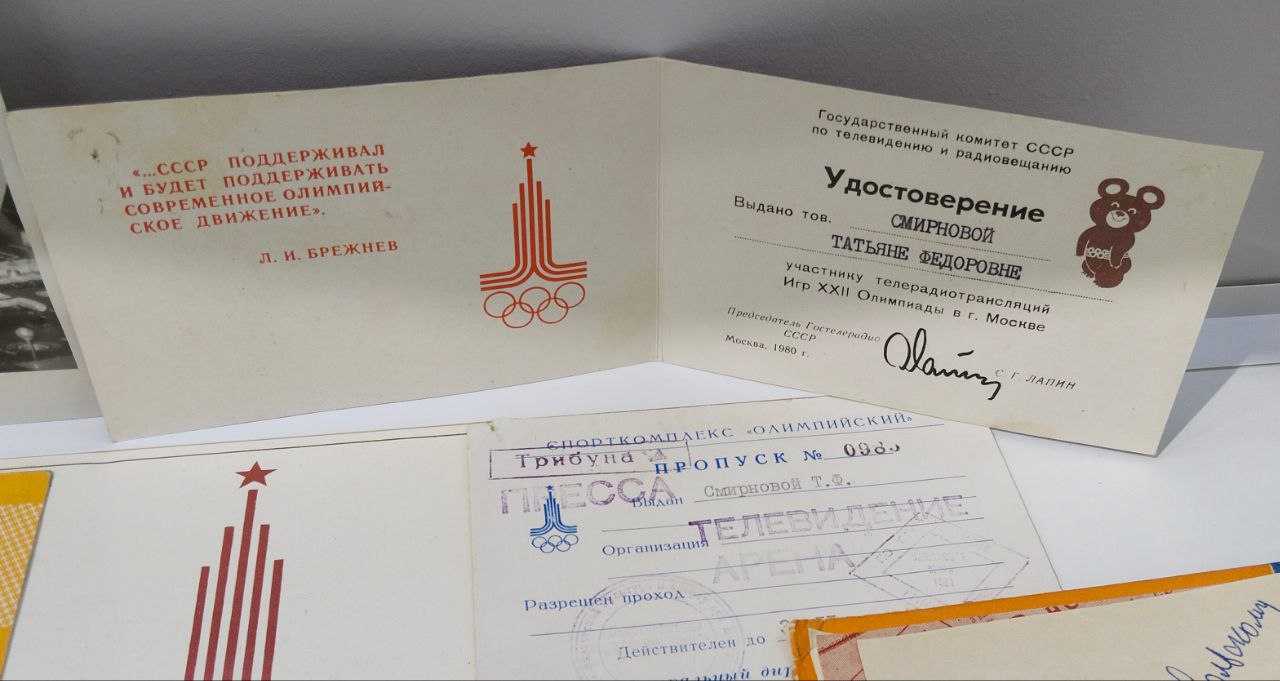 «...СССР ПОДДЕРЖИВАЛ
И БУДЕТ ПОДДЕРЖИВАТЬ
СОВРЕМЕННОЕ ОЛИМПИЙ-
СКОЕ ДВИЖЕНИЕ».
Л. И. БРЕЖНЕВ
Государственный комитет СССР
по телевидению и радиовещанию
Удостоверение
Выдано тов. СМИРНОВОЙ
ТАТЬЯНЕ ФЕДОРОВНЕ
участнику телерадиотрансляций
Игр XXII Олимпиады в г. Москве
Председатель Гостелерадио
СССР
С. Г. ЛАПИН
Москва, 1980 г.
СПОРТКОМПЛЕКС «ОЛИМПИЙСКИЙ»
Трибуна А
ПРОПУСК №
ПРЕССА
Выдан Смирновой Т.Ф.
ТЕЛЕВИДЕНИЕ
Организация
АРЕНА
Разрешен проход
Действителен до